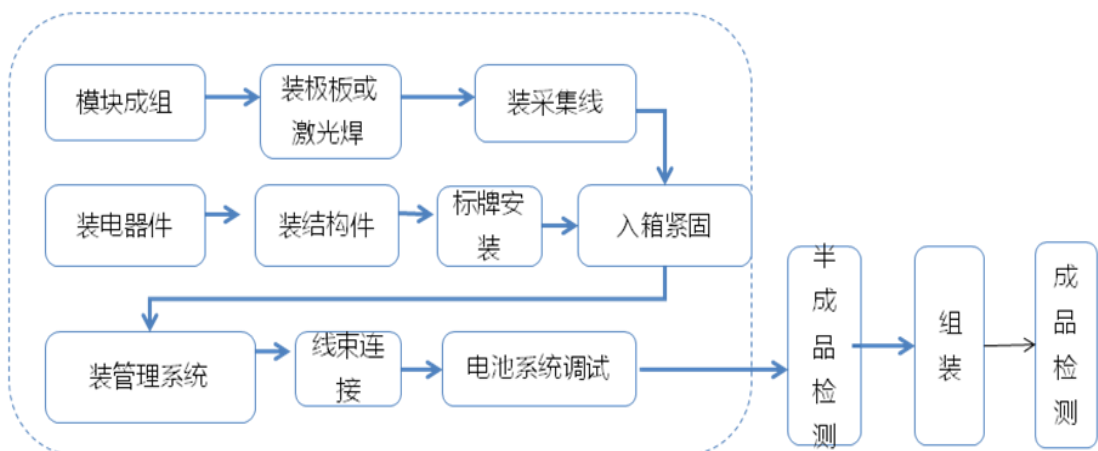 模块成组
装极板或
激光焊
装采集线
装电器件
装结构件
标牌安
装
入箱紧固
装管理系统
线束连
接
电池系统调试
半
成
品
检
测
组
装
成
品
检
测